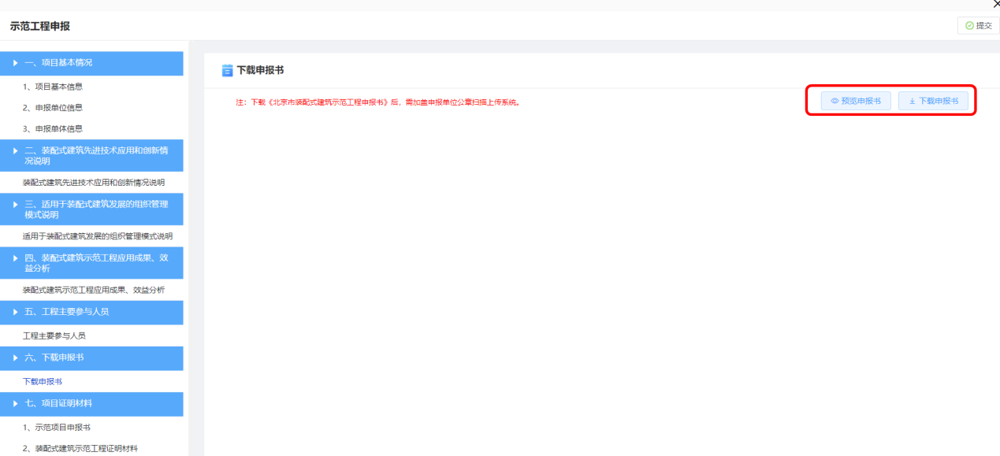 示范工程申报
提交
一、项目基本情况
1、项目基本信息
2、申报单位信息
3、申报单体信息
二、装配式建筑先进技术应用和创新情
况说明
装配式建筑先进技术应用和创新情况说明
三、适用于装配式建筑发展的组织管理
模式说明
适用于装配式建筑发展的组织管理模式说明
四、装配式建筑示范工程应用成果、效
益分析
装配式建筑示范工程应用成果、效益分析
五、工程主要参与人员
工程主要参与人员
六、下载申报书
下载申报书
七、项目证明材料
1、示范项目申报书
2、装配式建筑示范工程证明材料
下载申报书
注：下载《北京市装配式建筑示范工程申报书》后，需加盖申报单位公章扫描上传系统。
预览申报书
下载申报书